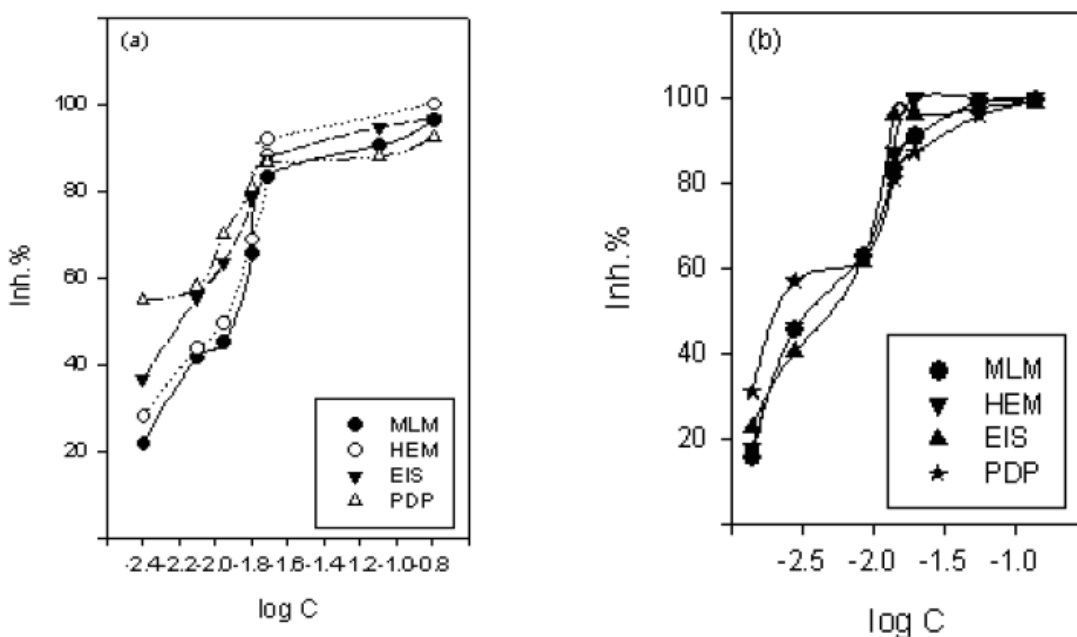 (a)
Inh.%
100
80
60
40
20
MLM
HEM
EIS
PDP
-2.4-2.2-2.0-1.8-1.6-1.4-1.2-1.0-0.8
log C
(b)
Inh.%
100
80
60
40
20
MLM
HEM
EIS
PDP
-2.5 -2.0 -1.5 -1.0
log C